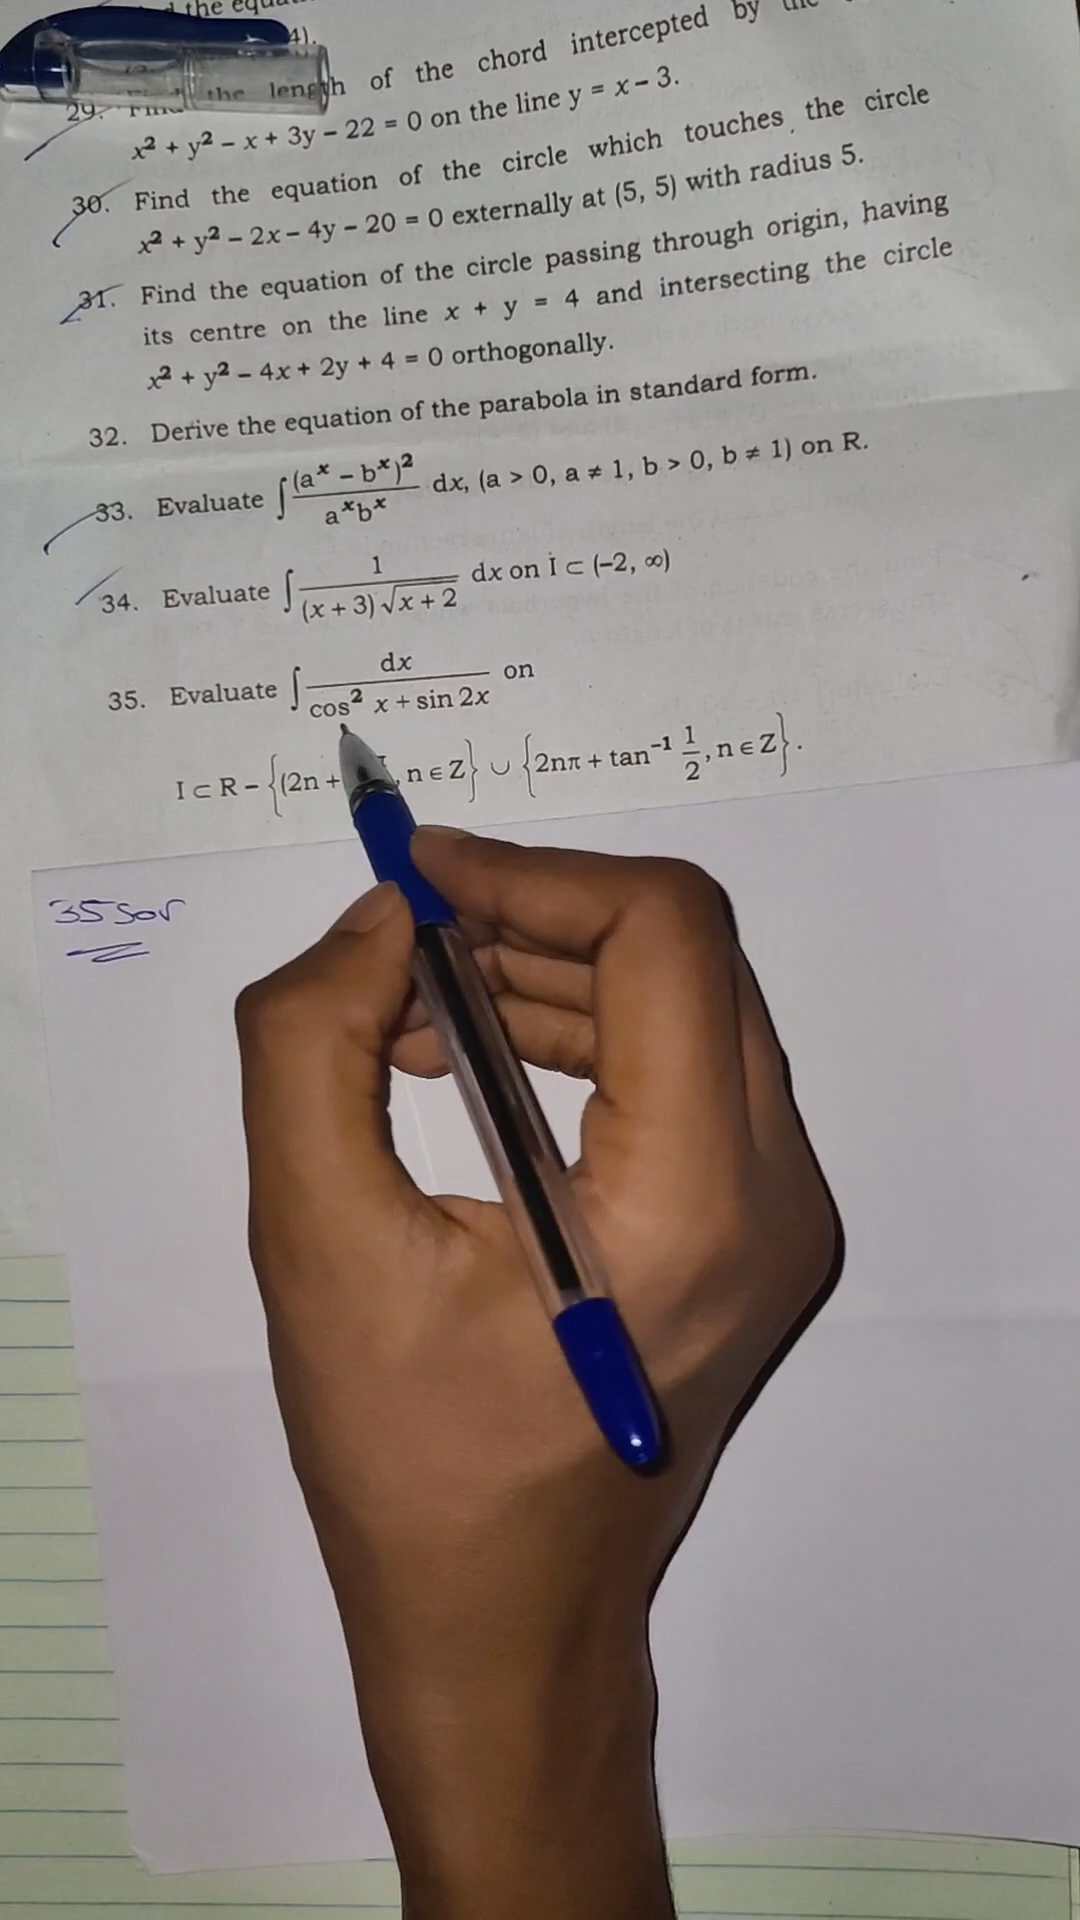 the equa
4).
29. Find the length of the chord intercepted by the
x² + y² – x + 3y – 22 = 0 on the line y = x – 3.
30. Find the equation of the circle which touches the circle
x² + y² – 2x – 4y – 20 = 0 externally at (5, 5) with radius 5.
31. Find the equation of the circle passing through origin, having
its centre on the line x + y = 4 and intersecting the circle
x² + y² – 4x + 2y + 4 = 0 orthogonally.
32. Derive the equation of the parabola in standard form.
33. Evaluate ∫ (aˣ – bˣ)² / aˣbˣ dx, (a > 0, a ≠ 1, b > 0, b ≠ 1) on R.
34. Evaluate ∫ 1 / (x + 3)√x + 2 dx on I ⊂ (–2, ∞)
35. Evaluate ∫ dx / cos² x + sin 2x on
I ⊂ R – {(2n + , n ∈ Z} ∪ {2nπ + tan⁻¹ 1/2, n ∈ Z}.
35 Sol